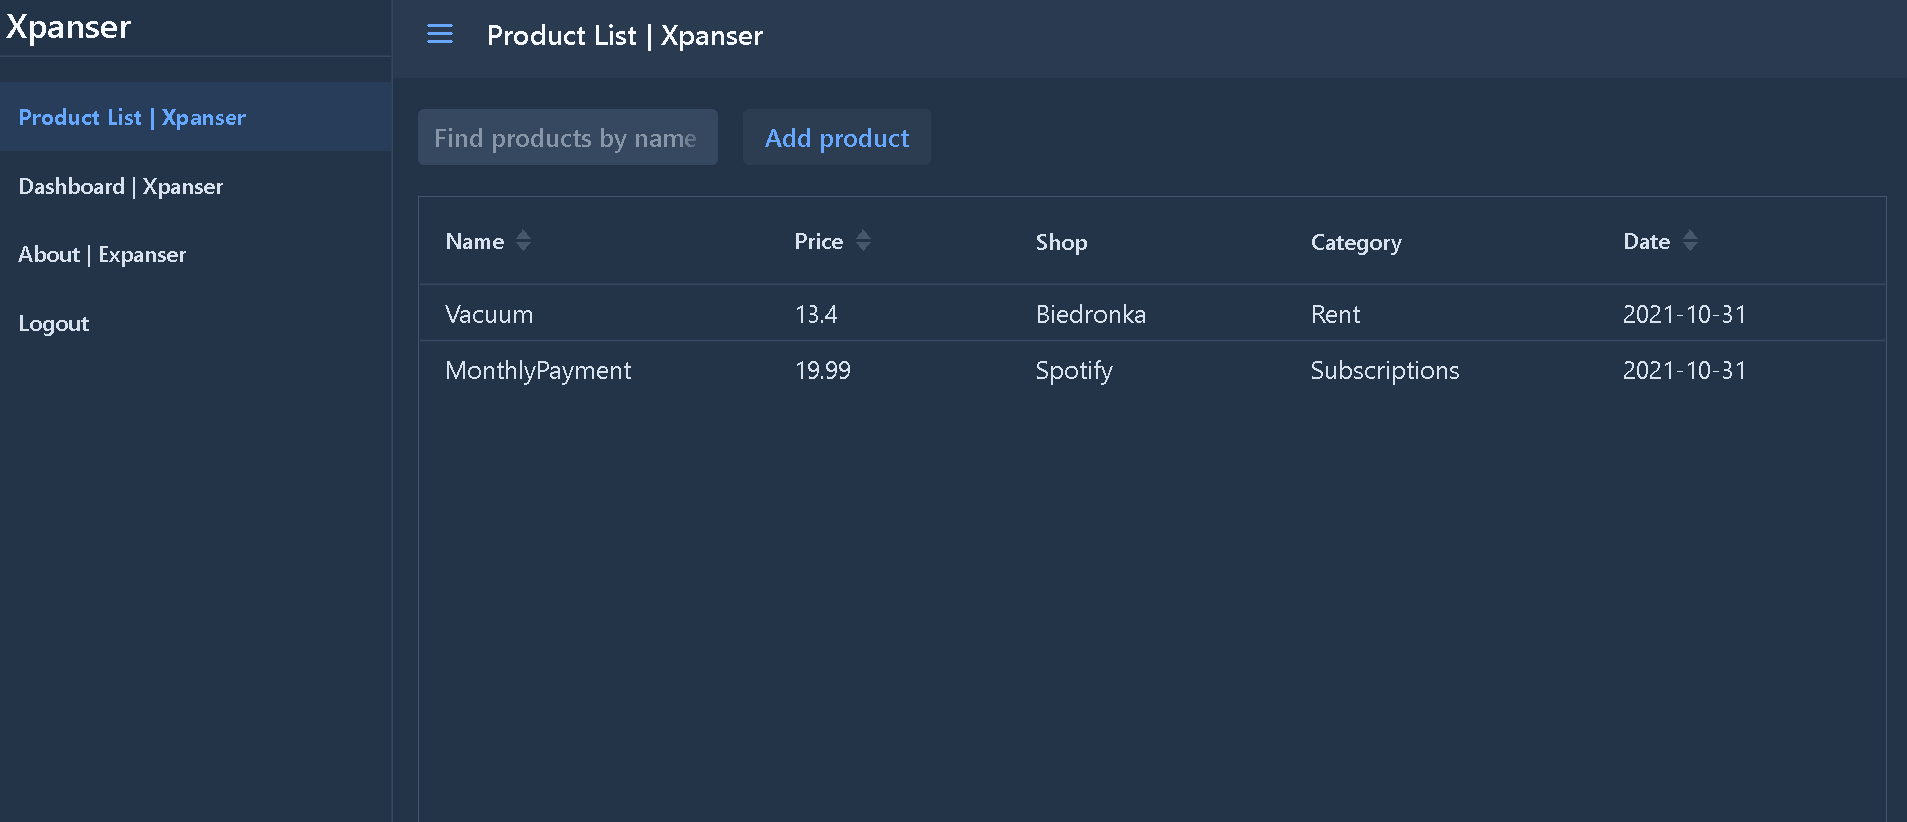 Xpanser
Product List | Xpanser
Dashboard | Xpanser
About | Expanser
Logout
Product List | Xpanser
Find products by name
Add product
Name Price Shop Category Date
Vacuum 13.4 Biedronka Rent 2021-10-31
MonthlyPayment 19.99 Spotify Subscriptions 2021-10-31